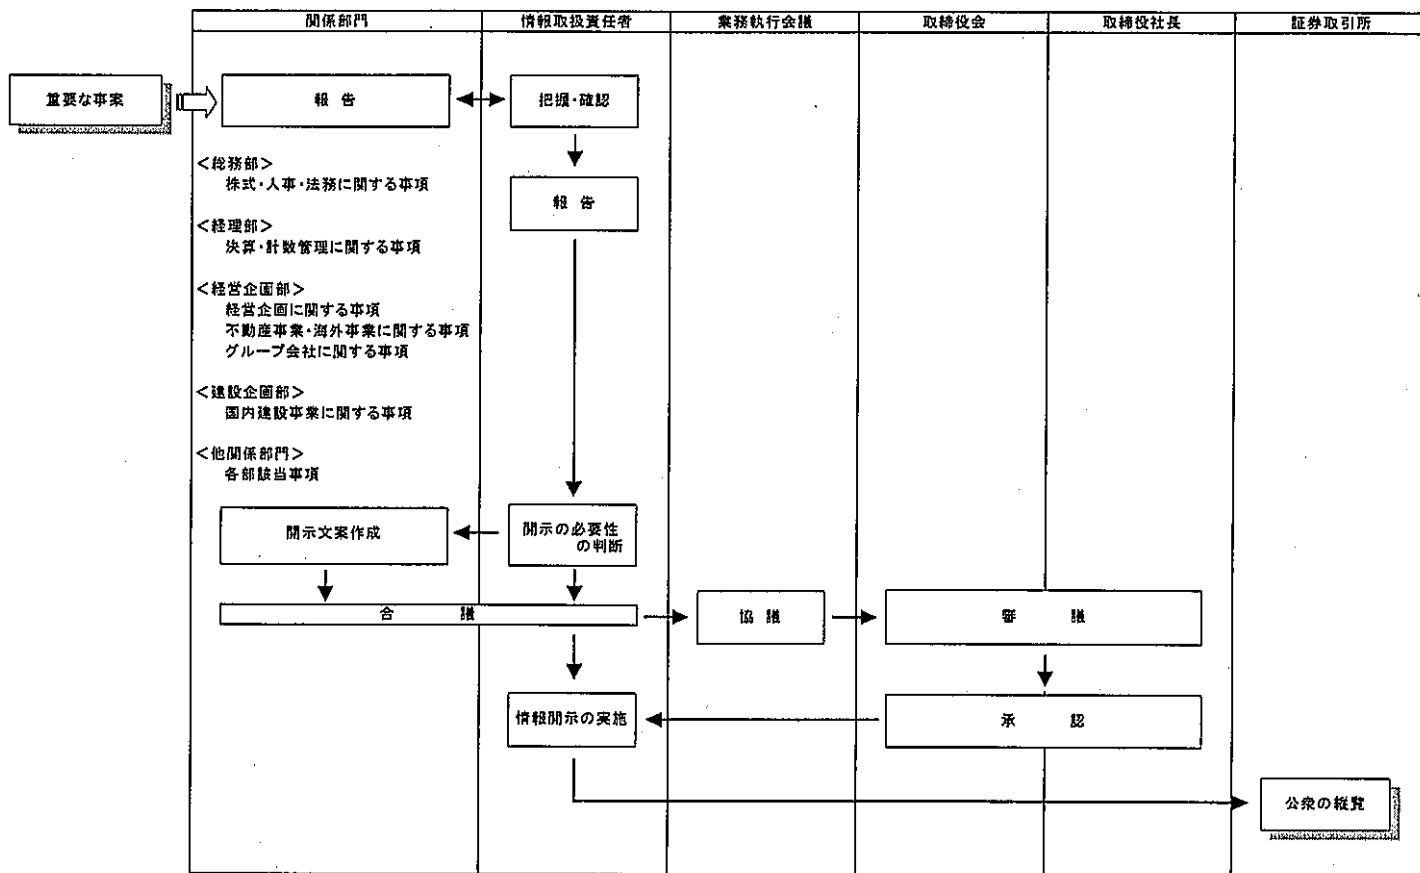 関係部門
情報取扱責任者
業務執行会議
取締役会
取締役社長
証券取引所
重要な事案
報 告
把握・確認
報 告
<総務部>
株式・人事・法務に関する事項
<経理部>
決算・計数管理に関する事項
<経営企画部>
経営企画に関する事項
不動産事業・海外事業に関する事項
グループ会社に関する事項
<建設企画部>
国内建設事業に関する事項
<他関係部門>
各部該当事項
開示文案作成
開示の必要性
の判断
合 議
協 議
審 議
情報開示の実施
承 認
公衆の縦覧